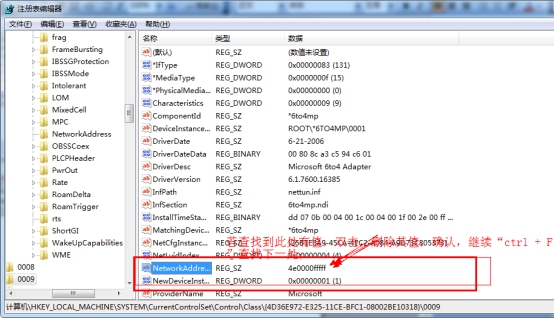 注册表编辑器
文件(F) 编辑(E) 查看(V) 收藏夹(A) 帮助(H)
frag
FrameBursting
IBSSGProtection
IBSSMode
Intolerant
LOM
MixedCell
MPC
NetworkAddress
OBSSCoex
PLCPHeader
PwrOut
Rate
RoamDelta
RoamTrigger
rts
ShortGI
WakeUpCapabilities
WME
0008
0009
名称 类型 数据
(默认) REG_SZ (数值未设置)
*IfType REG_DWORD 0x00000083 (131)
*MediaType REG_DWORD 0x0000000f (15)
*PhysicalMedia... REG_DWORD 0x00000000 (0)
Characteristics REG_DWORD 0x00000009 (9)
ComponentId REG_SZ *6to4mp
DeviceInstance... REG_SZ ROOT\*6TO4MP\0001
DriverDate REG_SZ 6-21-2006
DriverDateData REG_BINARY 00 80 8c a3 c5 94 c6 01
DriverDesc REG_SZ Microsoft 6to4 Adapter
DriverVersion REG_SZ 6.1.7600.16385
InfPath REG_SZ nettun.inf
InfSection REG_SZ 6to4mp.ndi
InstallTimeSta... REG_BINARY dd 07 0b 00 04 00 1c 00 04 00 1f 00 2e 00 ff ...
MatchingDevic... REG_SZ
NetCfgInstanc... REG_SZ
若查找到此处有值，双击，删除其值，确认，继续“ctrl + F
”查找下一处
NetLuidIndex REG_DWORD (4)
NetworkAddre... REG_SZ 4e0000ffffff
NewDeviceInst... REG_DWORD 0x00000001 (1)
ProviderName REG_SZ Microsoft
计算机\HKEY_LOCAL_MACHINE\SYSTEM\CurrentControlSet\Control\Class\{4D36E972-E325-11CE-BFC1-08002BE10318}\0009